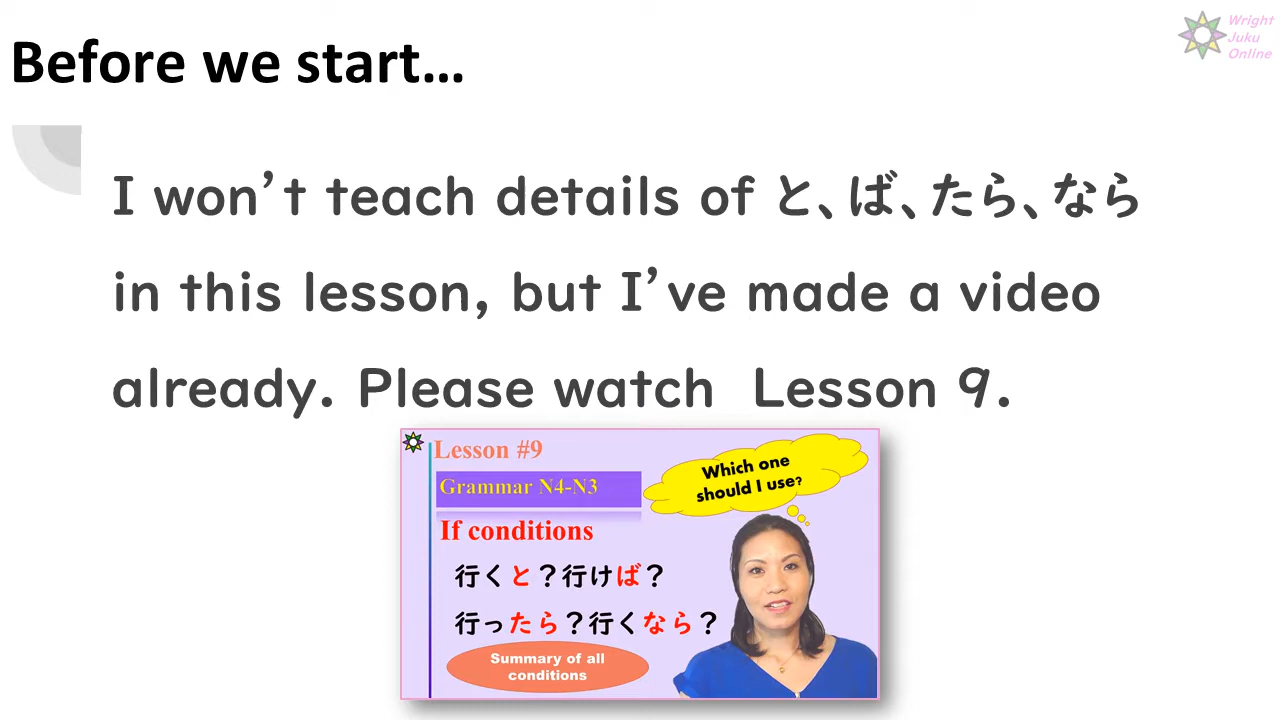 Before we start…
Wright
Juku
Online
I won't teach details of と、ば、たら、なら
in this lesson, but I've made a video
already. Please watch Lesson 9.
Lesson #9
Grammar N4-N3
If conditions
行くと？行けば？
行ったら？行くなら？
Summary of all
conditions
Which one
should I use?